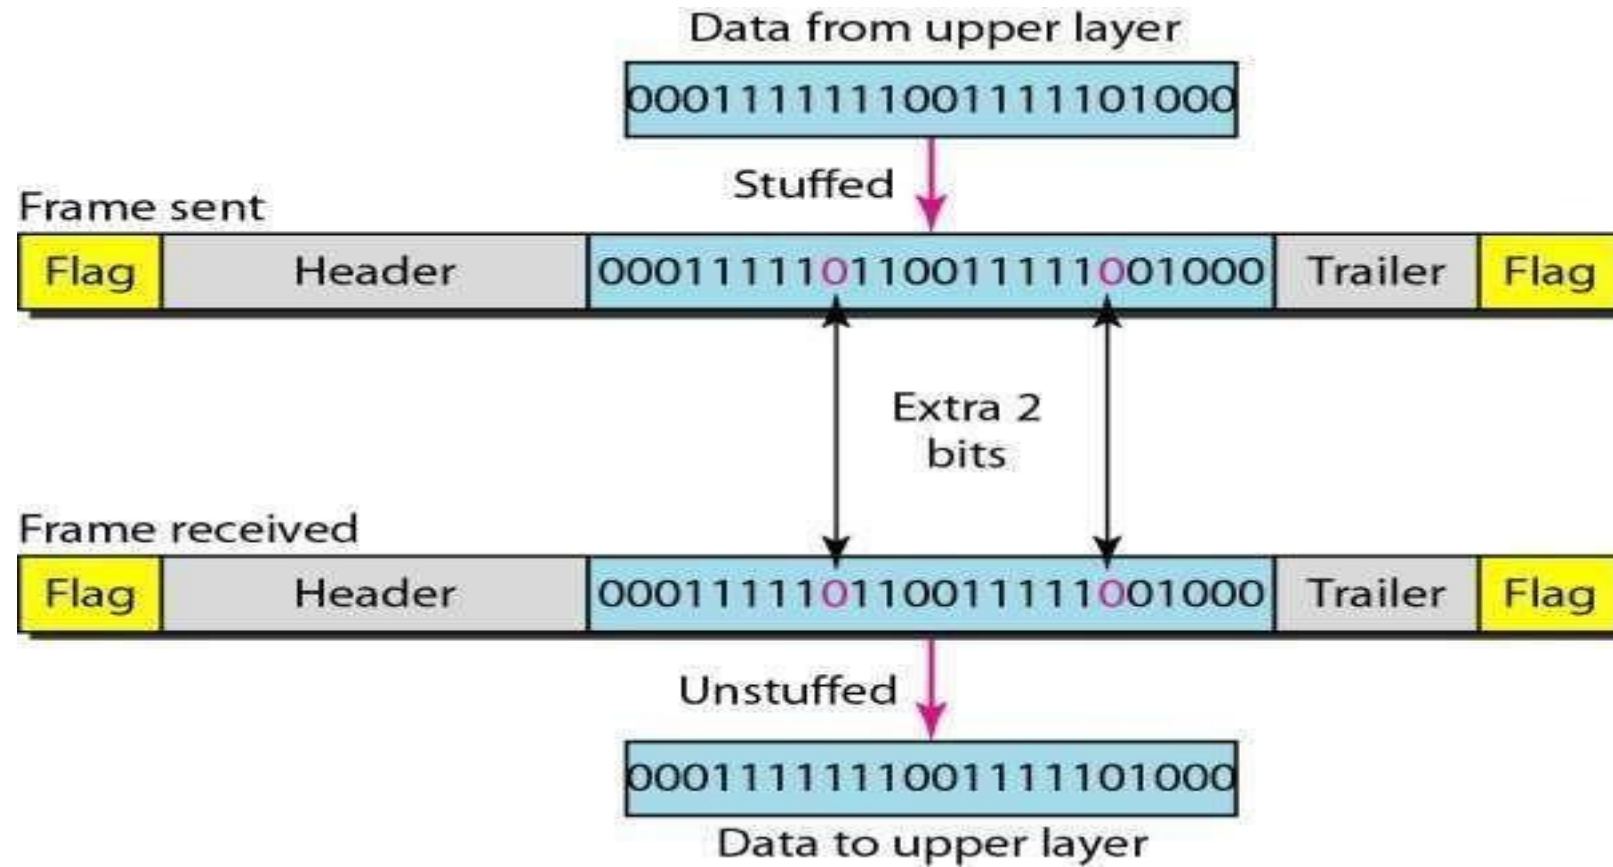 Data from upper layer
0001111111001111101000
Stuffed
Frame sent
Flag Header 000111110110011111001000 Trailer Flag
Extra 2
bits
Frame received
Flag Header 000111110110011111001000 Trailer Flag
Unstuffed
0001111111001111101000
Data to upper layer